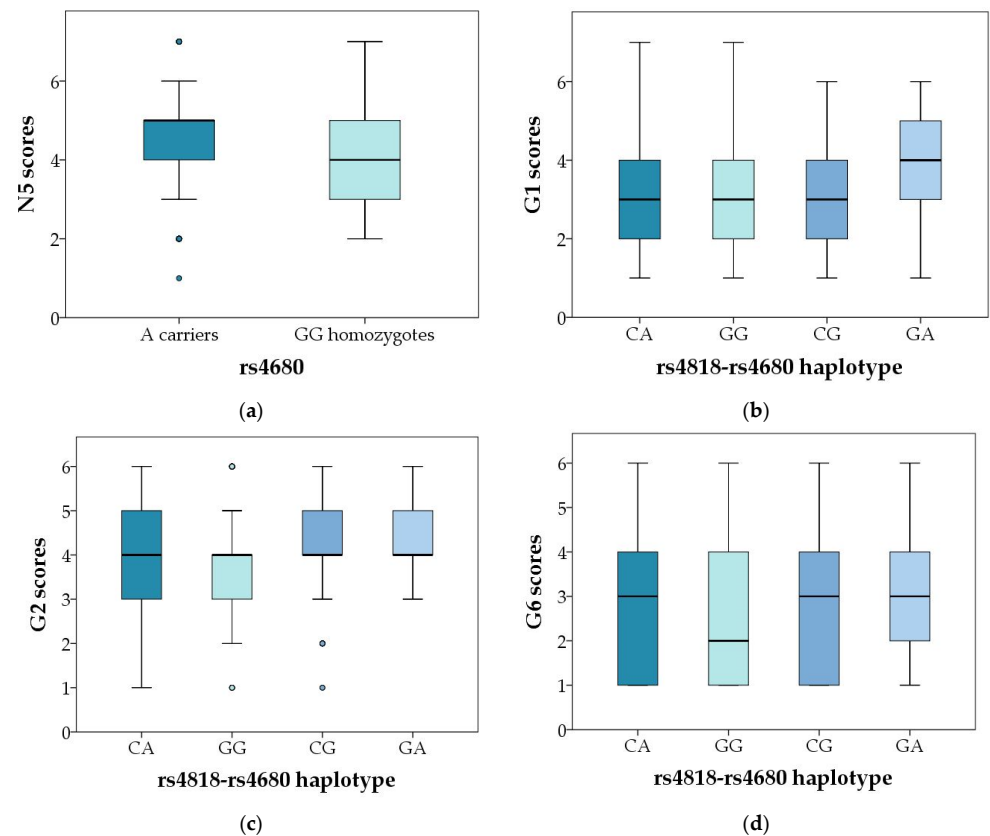 N5 scores
6
4
2
0
A carriers GG homozygotes
rs4680
(a)
G1 scores
6
4
2
0
CA GG CG GA
rs4818-rs4680 haplotype
(b)
G2 scores
6
5
4
3
2
1
0
CA GG CG GA
rs4818-rs4680 haplotype
(c)
G6 scores
6
5
4
3
2
1
0
CA GG CG GA
rs4818-rs4680 haplotype
(d)